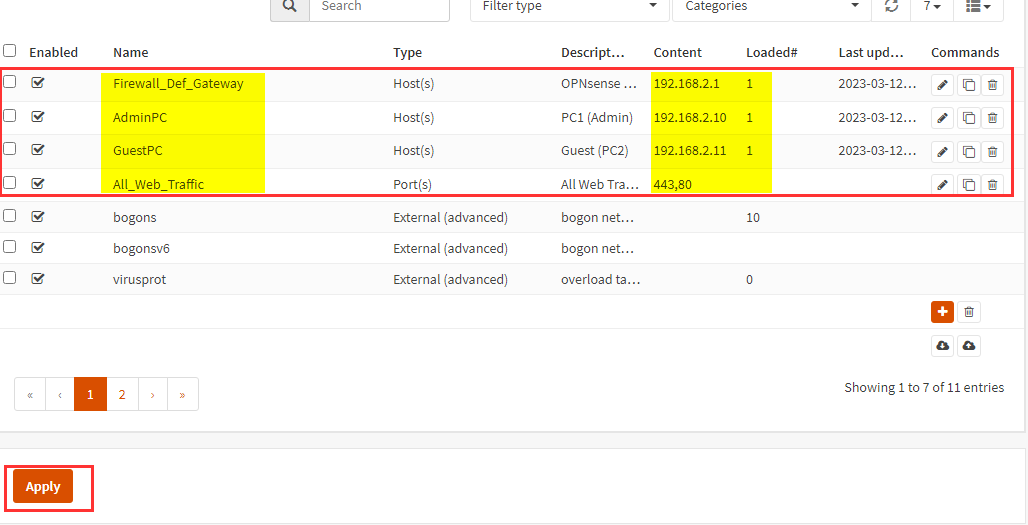 Search Filter type Categories 7
Enabled Name Type Descript... Content Loaded# Last upd... Commands
Firewall_Def_Gateway Host(s) OPNsense ... 192.168.2.1 1 2023-03-12...
AdminPC Host(s) PC1 (Admin) 192.168.2.10 1 2023-03-12...
GuestPC Host(s) Guest (PC2) 192.168.2.11 1 2023-03-12...
All_Web_Traffic Port(s) All Web Tra... 443,80
bogons External (advanced) bogon net... 10
bogonsv6 External (advanced) bogon net...
virusprot External (advanced) overload ta... 0
« ‹ 1 2 › » Showing 1 to 7 of 11 entries
Apply